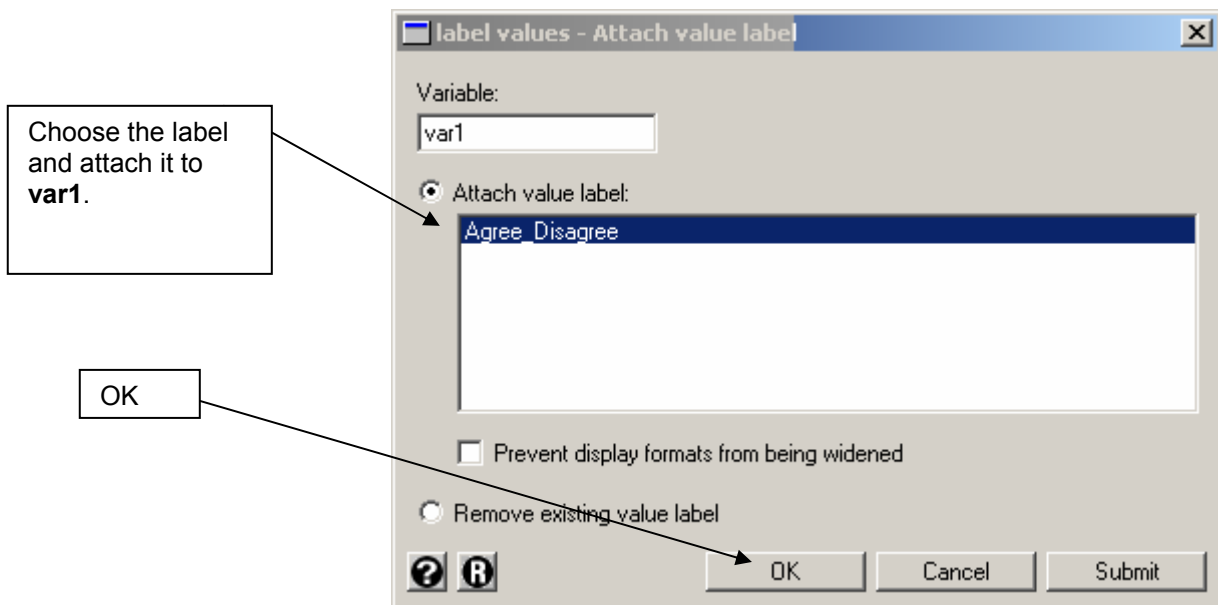 label values - Attach value label
Variable:
var1
Choose the label
and attach it to
var1.
Attach value label:
Agree_Disagree
OK
Prevent display formats from being widened
Remove existing value label
? R OK Cancel Submit